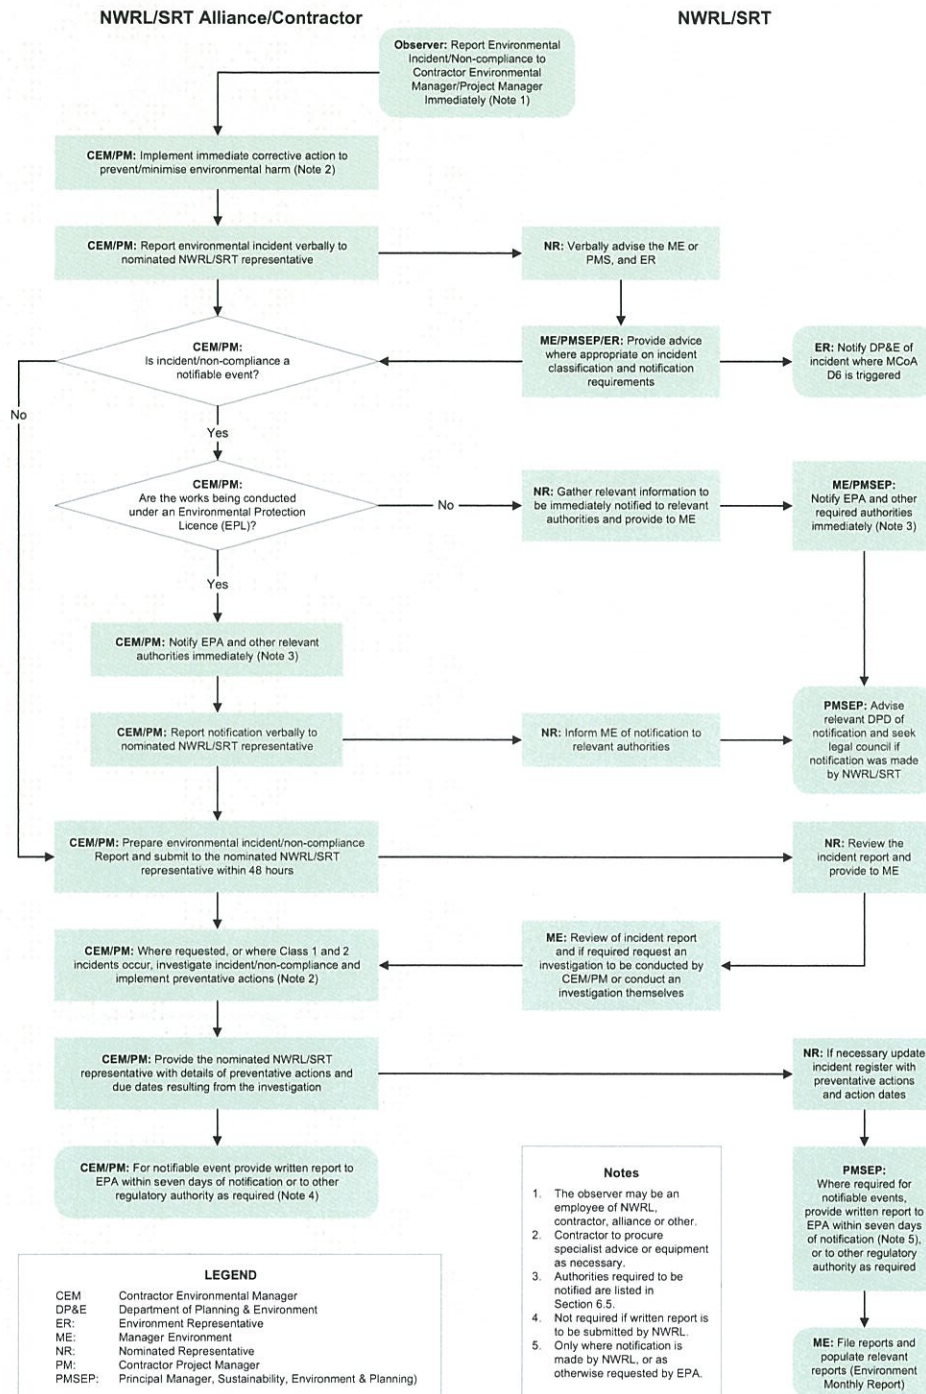 NWRL/SRT Alliance/Contractor
NWRL/SRT
Observer: Report Environmental
Incident/Non-compliance to
Contractor Environmental
Manager/Project Manager
Immediately (Note 1)
CEM/PM: Implement immediate corrective action to
prevent/minimise environmental harm (Note 2)
CEM/PM: Report environmental incident verbally to
nominated NWRL/SRT representative
NR: Verbally advise the ME or
PMS, and ER
CEM/PM:
Is incident/non-compliance a
notifiable event?
ME/PMSEP/ER: Provide advice
where appropriate on incident
classification and notification
requirements
ER: Notify DP&E of
incident where MCoA
D6 is triggered
No
Yes
CEM/PM:
Are the works being conducted
under an Environmental Protection
Licence (EPL)?
No
NR: Gather relevant information to
be immediately notified to relevant
authorities and provide to ME
ME/PMSEP:
Notify EPA and other
required authorities
immediately (Note 3)
Yes
CEM/PM: Notify EPA and other relevant
authorities immediately (Note 3)
CEM/PM: Report notification verbally to
nominated NWRL/SRT representative
NR: Inform ME of notification to
relevant authorities
PMSEP: Advise
relevant DPD of
notification and seek
legal council if
notification was made
by NWRL/SRT
CEM/PM: Prepare environmental incident/non-compliance
Report and submit to the nominated NWRL/SRT
representative within 48 hours
NR: Review the
incident report and
provide to ME
CEM/PM: Where requested, or where Class 1 and 2
incidents occur, investigate incident/non-compliance and
implement preventative actions (Note 2)
ME: Review of incident report
and if required request an
investigation to be conducted by
CEM/PM or conduct an
investigation themselves
CEM/PM: Provide the nominated NWRL/SRT
representative with details of preventative actions and
due dates resulting from the investigation
NR: If necessary update
incident register with
preventative actions
and action dates
CEM/PM: For notifiable event provide written report to
EPA within seven days of notification or to other
regulatory authority as required (Note 4)
Notes
1. The observer may be an
employee of NWRL,
contractor, alliance or other.
2. Contractor to procure
specialist advice or equipment
as necessary.
3. Authorities required to be
notified are listed in
Section 6.5.
4. Not required if written report is
to be submitted by NWRL.
5. Only where notification is
made by NWRL, or as
otherwise requested by EPA.
PMSEP:
Where required for
notifiable events,
provide written report to
EPA within seven days
of notification (Note 5),
or to other regulatory
authority as required
ME: File reports and
populate relevant
reports (Environment
Monthly Report)
LEGEND
CEM Contractor Environmental Manager
DP&E Department of Planning & Environment
ER: Environment Representative
ME: Manager Environment
NR: Nominated Representative
PM: Contractor Project Manager
PMSEP: Principal Manager, Sustainability, Environment & Planning)